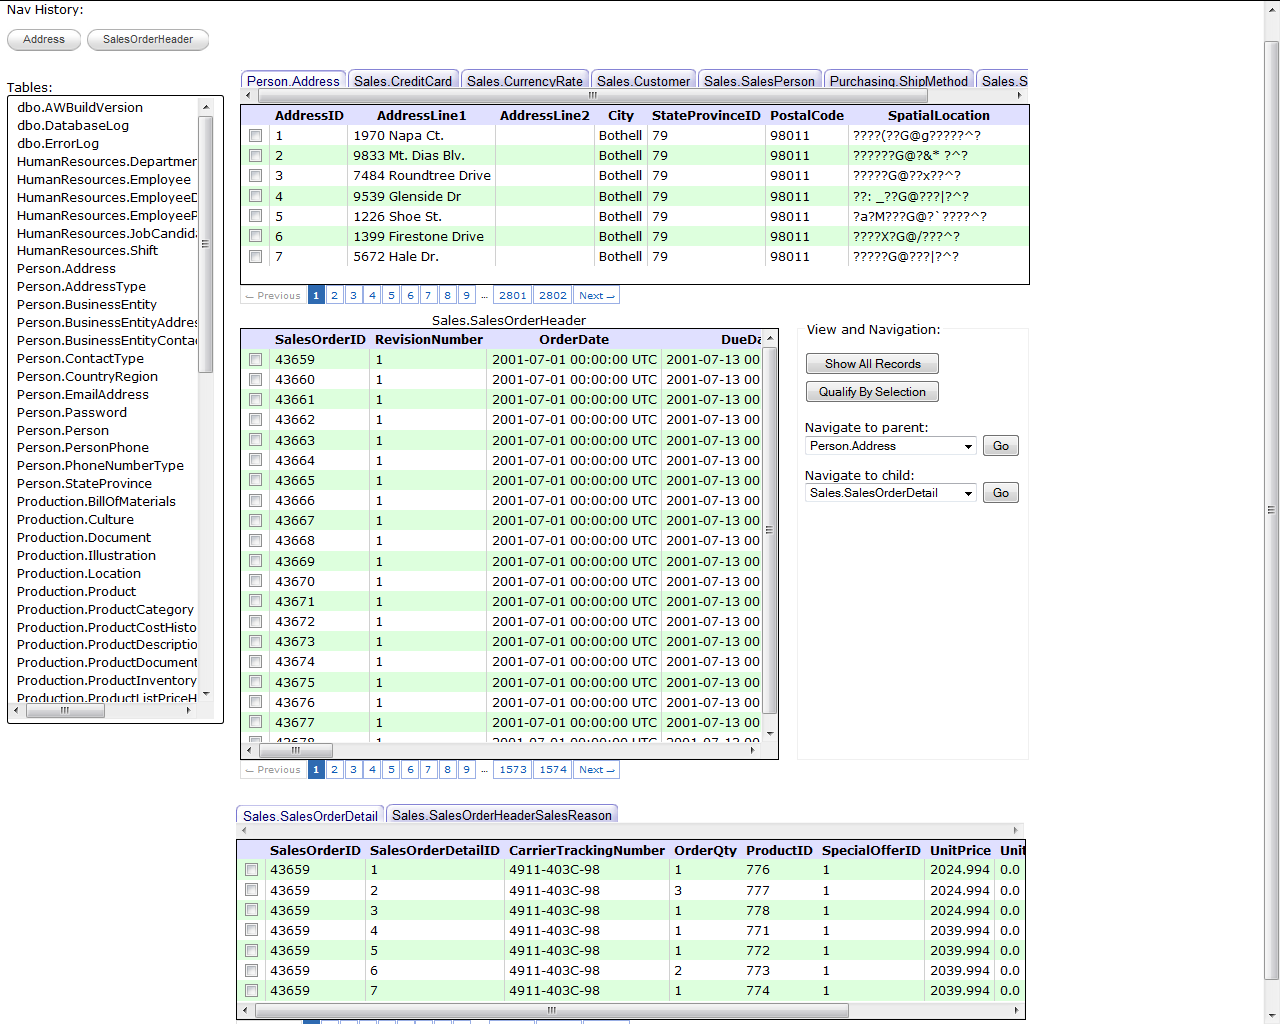 Nav History:
Address SalesOrderHeader
Tables:
dbo.AWBuildVersion
dbo.DatabaseLog
dbo.ErrorLog
HumanResources.Departmen
HumanResources.Employee
HumanResources.EmployeeD
HumanResources.EmployeeP
HumanResources.JobCandida
HumanResources.Shift
Person.Address
Person.AddressType
Person.BusinessEntity
Person.BusinessEntityAddres
Person.BusinessEntityContac
Person.ContactType
Person.CountryRegion
Person.EmailAddress
Person.Password
Person.Person
Person.PersonPhone
Person.PhoneNumberType
Person.StateProvince
Production.BillOfMaterials
Production.Culture
Production.Document
Production.Illustration
Production.Location
Production.Product
Production.ProductCategory
Production.ProductCostHisto
Production.ProductDescriptio
Production.ProductDocument
Production.ProductInventory
Production.ProductListPriceH
Person.Address Sales.CreditCard Sales.CurrencyRate Sales.Customer Sales.SalesPerson Purchasing.ShipMethod Sales.S
AddressID AddressLine1 AddressLine2 City StateProvinceID PostalCode SpatialLocation
1 1970 Napa Ct. Bothell 79 98011 ????(??G@g?????^?
2 9833 Mt. Dias Blv. Bothell 79 98011 ??????G@?&* ?^?
3 7484 Roundtree Drive Bothell 79 98011 ?????G@??x??^?
4 9539 Glenside Dr Bothell 79 98011 ??: _??G@???|?^?
5 1226 Shoe St. Bothell 79 98011 ?a?M???G@?`????^?
6 1399 Firestone Drive Bothell 79 98011 ????X?G@/???^?
7 5672 Hale Dr. Bothell 79 98011 ?????G@???|?^?
← Previous 1 2 3 4 5 6 7 8 9 … 2801 2802 Next →
Sales.SalesOrderHeader
SalesOrderID RevisionNumber OrderDate DueDa
43659 1 2001-07-01 00:00:00 UTC 2001-07-13 00
43660 1 2001-07-01 00:00:00 UTC 2001-07-13 00
43661 1 2001-07-01 00:00:00 UTC 2001-07-13 00
43662 1 2001-07-01 00:00:00 UTC 2001-07-13 00
43663 1 2001-07-01 00:00:00 UTC 2001-07-13 00
43664 1 2001-07-01 00:00:00 UTC 2001-07-13 00
43665 1 2001-07-01 00:00:00 UTC 2001-07-13 00
43666 1 2001-07-01 00:00:00 UTC 2001-07-13 00
43667 1 2001-07-01 00:00:00 UTC 2001-07-13 00
43668 1 2001-07-01 00:00:00 UTC 2001-07-13 00
43669 1 2001-07-01 00:00:00 UTC 2001-07-13 00
43670 1 2001-07-01 00:00:00 UTC 2001-07-13 00
43671 1 2001-07-01 00:00:00 UTC 2001-07-13 00
43672 1 2001-07-01 00:00:00 UTC 2001-07-13 00
43673 1 2001-07-01 00:00:00 UTC 2001-07-13 00
43674 1 2001-07-01 00:00:00 UTC 2001-07-13 00
43675 1 2001-07-01 00:00:00 UTC 2001-07-13 00
43676 1 2001-07-01 00:00:00 UTC 2001-07-13 00
43677 1 2001-07-01 00:00:00 UTC 2001-07-13 00
43678 1 2001-07-01 00:00:00 UTC 2001-07-13 00
← Previous 1 2 3 4 5 6 7 8 9 … 1573 1574 Next →
View and Navigation:
Show All Records
Qualify By Selection
Navigate to parent:
Person.Address Go
Navigate to child:
Sales.SalesOrderDetail Go
Sales.SalesOrderDetail Sales.SalesOrderHeaderSalesReason
SalesOrderID SalesOrderDetailID CarrierTrackingNumber OrderQty ProductID SpecialOfferID UnitPrice Unit
43659 1 4911-403C-98 1 776 1 2024.994 0.0
43659 2 4911-403C-98 3 777 1 2024.994 0.0
43659 3 4911-403C-98 1 778 1 2024.994 0.0
43659 4 4911-403C-98 1 771 1 2039.994 0.0
43659 5 4911-403C-98 1 772 1 2039.994 0.0
43659 6 4911-403C-98 2 773 1 2039.994 0.0
43659 7 4911-403C-98 1 774 1 2039.994 0.0